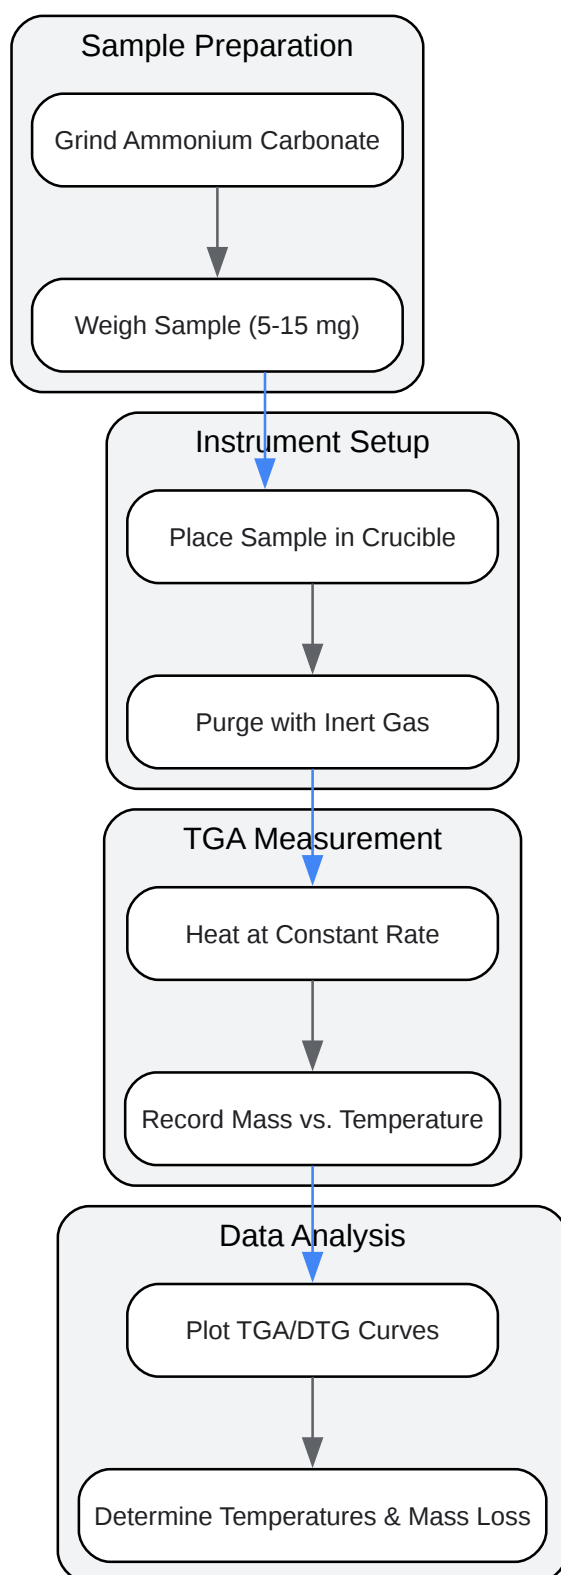 Sample Preparation
Grind Ammonium Carbonate
Weigh Sample (5-15 mg)
Instrument Setup
Place Sample in Crucible
Purge with Inert Gas
TGA Measurement
Heat at Constant Rate
Record Mass vs. Temperature
Data Analysis
Plot TGA/DTG Curves
Determine Temperatures & Mass Loss